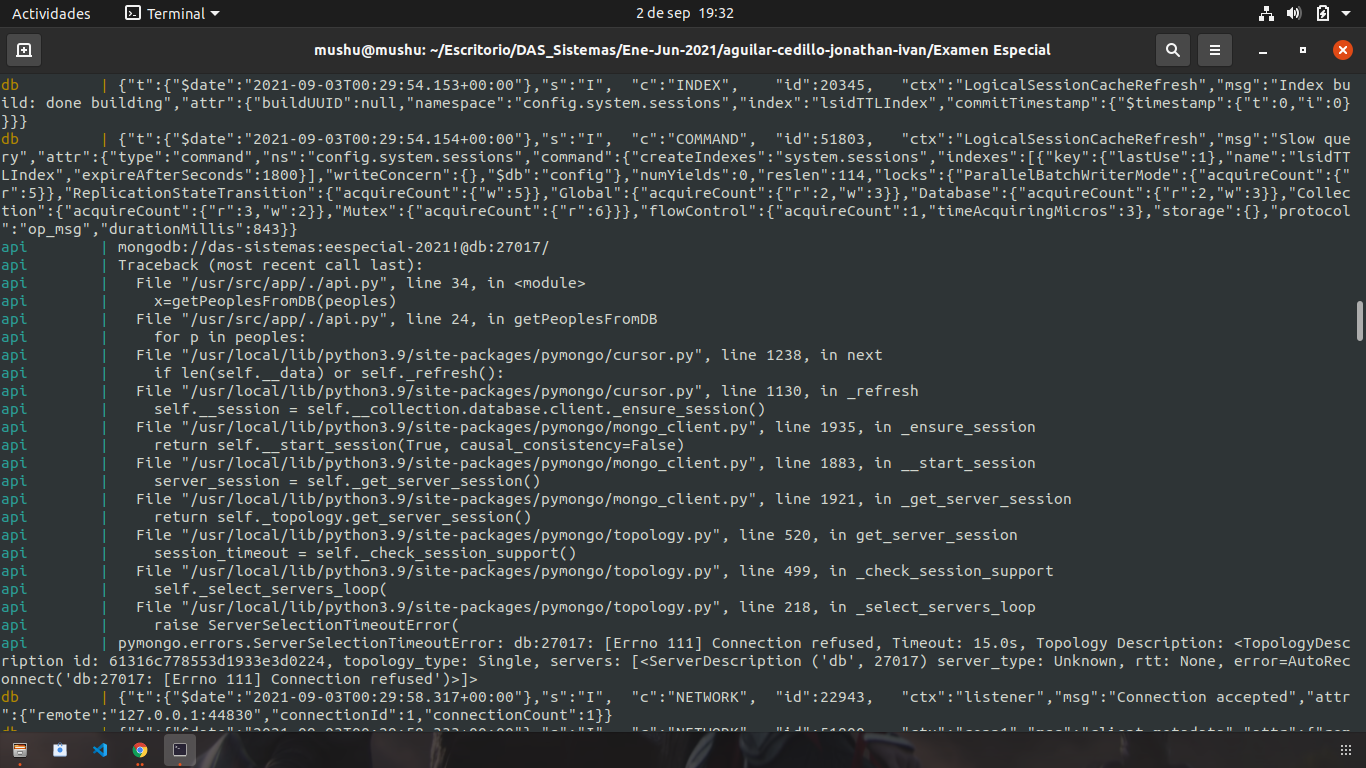 Actividades Terminal 2 de sep 19:32
mushu@mushu: ~/Escritorio/DAS_Sistemas/Ene-Jun-2021/aguilar-cedillo-jonathan-ivan/Examen Especial
db | {"t":{"$date":"2021-09-03T00:29:54.153+00:00"},"s":"I", "c":"INDEX", "id":20345, "ctx":"LogicalSessionCacheRefresh","msg":"Index bu
ild: done building","attr":{"buildUUID":null,"namespace":"config.system.sessions","index":"lsidTTLIndex","commitTimestamp":{"$timestamp":{"t":0,"i":0}
}}}
db | {"t":{"$date":"2021-09-03T00:29:54.154+00:00"},"s":"I", "c":"COMMAND", "id":51803, "ctx":"LogicalSessionCacheRefresh","msg":"Slow que
ry","attr":{"type":"command","ns":"config.system.sessions","command":{"createIndexes":"system.sessions","indexes":[{"key":{"lastUse":1},"name":"lsidTT
LIndex","expireAfterSeconds":1800}],"writeConcern":{},"$db":"config"},"numYields":0,"reslen":114,"locks":{"ParallelBatchWriterMode":{"acquireCount":{"
r":5}},"ReplicationStateTransition":{"acquireCount":{"w":5}},"Global":{"acquireCount":{"r":2,"w":3}},"Database":{"acquireCount":{"r":2,"w":3}},"Collec
tion":{"acquireCount":{"r":3,"w":2}},"Mutex":{"acquireCount":{"r":6}}},"flowControl":{"acquireCount":1,"timeAcquiringMicros":3},"storage":{},"protocol
":"op_msg","durationMillis":843}}
api | mongodb://das-sistemas:eespecial-2021!@db:27017/
api | Traceback (most recent call last):
api | File "/usr/src/app/./api.py", line 34, in <module>
api | x=getPeoplesFromDB(peoples)
api | File "/usr/src/app/./api.py", line 24, in getPeoplesFromDB
api | for p in peoples:
api | File "/usr/local/lib/python3.9/site-packages/pymongo/cursor.py", line 1238, in next
api | if len(self.__data) or self._refresh():
api | File "/usr/local/lib/python3.9/site-packages/pymongo/cursor.py", line 1130, in _refresh
api | self.__session = self.__collection.database.client._ensure_session()
api | File "/usr/local/lib/python3.9/site-packages/pymongo/mongo_client.py", line 1935, in _ensure_session
api | return self.__start_session(True, causal_consistency=False)
api | File "/usr/local/lib/python3.9/site-packages/pymongo/mongo_client.py", line 1883, in __start_session
api | server_session = self._get_server_session()
api | File "/usr/local/lib/python3.9/site-packages/pymongo/mongo_client.py", line 1921, in _get_server_session
api | return self._topology.get_server_session()
api | File "/usr/local/lib/python3.9/site-packages/pymongo/topology.py", line 520, in get_server_session
api | session_timeout = self._check_session_support()
api | File "/usr/local/lib/python3.9/site-packages/pymongo/topology.py", line 499, in _check_session_support
api | self._select_servers_loop(
api | File "/usr/local/lib/python3.9/site-packages/pymongo/topology.py", line 218, in _select_servers_loop
api | raise ServerSelectionTimeoutError(
api | pymongo.errors.ServerSelectionTimeoutError: db:27017: [Errno 111] Connection refused, Timeout: 15.0s, Topology Description: <TopologyDesc
ription id: 61316c778553d1933e3d0224, topology_type: Single, servers: [<ServerDescription ('db', 27017) server_type: Unknown, rtt: None, error=AutoRec
onnect('db:27017: [Errno 111] Connection refused')>]>
db | {"t":{"$date":"2021-09-03T00:29:58.317+00:00"},"s":"I", "c":"NETWORK", "id":22943, "ctx":"listener","msg":"Connection accepted","attr
":{"remote":"127.0.0.1:44830","connectionId":1,"connectionCount":1}}